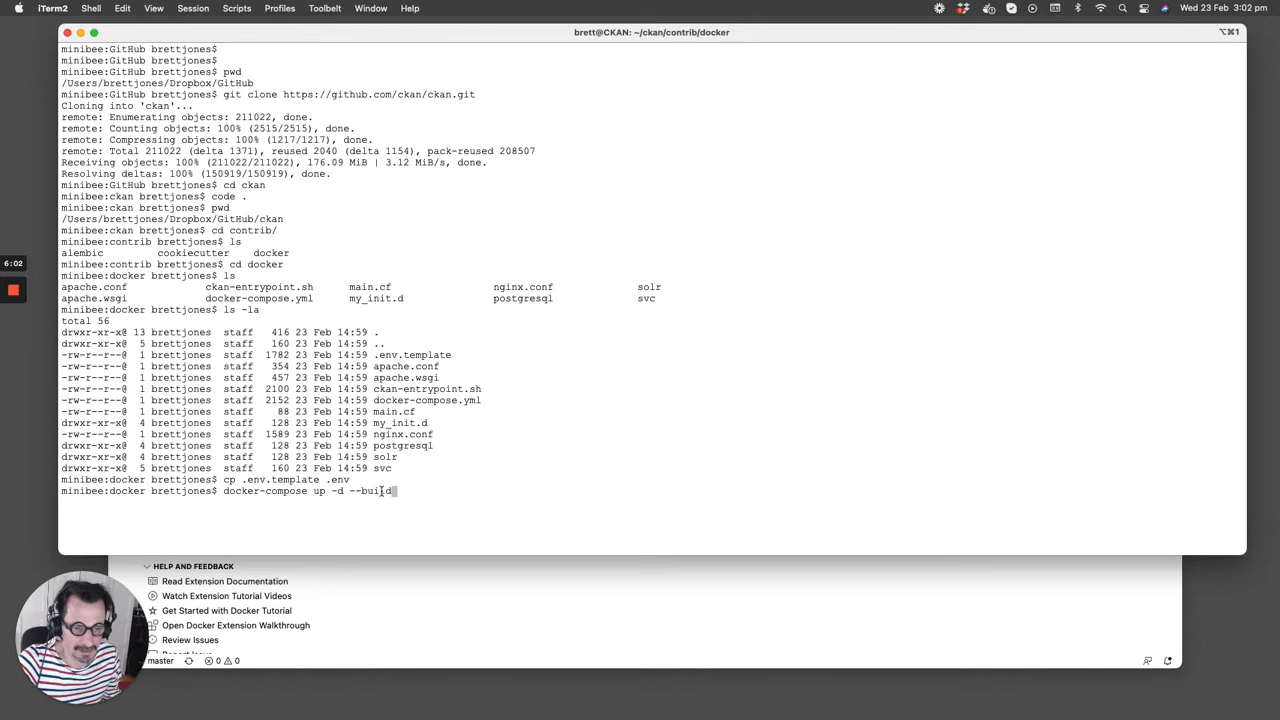 iTerm2 Shell Edit View Session Scripts Profiles Toolbelt Window Help Wed 23 Feb 3:02 pm
brett@CKAN: ~/ckan/contrib/docker ⌥⌘1
minibee:GitHub brettjones$
minibee:GitHub brettjones$
minibee:GitHub brettjones$ pwd
/Users/brettjones/Dropbox/GitHub
minibee:GitHub brettjones$ git clone https://github.com/ckan/ckan.git
Cloning into 'ckan'...
remote: Enumerating objects: 211022, done.
remote: Counting objects: 100% (2515/2515), done.
remote: Compressing objects: 100% (1217/1217), done.
remote: Total 211022 (delta 1371), reused 2040 (delta 1154), pack-reused 208507
Receiving objects: 100% (211022/211022), 176.09 MiB | 3.12 MiB/s, done.
Resolving deltas: 100% (150919/150919), done.
minibee:GitHub brettjones$ cd ckan
minibee:ckan brettjones$ code .
minibee:ckan brettjones$ pwd
/Users/brettjones/Dropbox/GitHub/ckan
minibee:ckan brettjones$ cd contrib/
minibee:contrib brettjones$ ls
alembic cookiecutter docker
minibee:contrib brettjones$ cd docker
minibee:docker brettjones$ ls
apache.conf ckan-entrypoint.sh main.cf nginx.conf solr
apache.wsgi docker-compose.yml my_init.d postgresql svc
minibee:docker brettjones$ ls -la
total 56
drwxr-xr-x@ 13 brettjones staff 416 23 Feb 14:59 .
drwxr-xr-x@ 5 brettjones staff 160 23 Feb 14:59 ..
-rw-r--r--@ 1 brettjones staff 1782 23 Feb 14:59 .env.template
-rw-r--r--@ 1 brettjones staff 354 23 Feb 14:59 apache.conf
-rw-r--r--@ 1 brettjones staff 457 23 Feb 14:59 apache.wsgi
-rw-r--r--@ 1 brettjones staff 2100 23 Feb 14:59 ckan-entrypoint.sh
-rw-r--r--@ 1 brettjones staff 2152 23 Feb 14:59 docker-compose.yml
-rw-r--r--@ 1 brettjones staff 88 23 Feb 14:59 main.cf
drwxr-xr-x@ 4 brettjones staff 128 23 Feb 14:59 my_init.d
-rw-r--r--@ 1 brettjones staff 1589 23 Feb 14:59 nginx.conf
drwxr-xr-x@ 4 brettjones staff 128 23 Feb 14:59 postgresql
drwxr-xr-x@ 4 brettjones staff 128 23 Feb 14:59 solr
drwxr-xr-x@ 5 brettjones staff 160 23 Feb 14:59 svc
minibee:docker brettjones$ cp .env.template .env
minibee:docker brettjones$ docker-compose up -d --build
6:02
HELP AND FEEDBACK
Read Extension Documentation
Watch Extension Tutorial Videos
Get Started with Docker Tutorial
Open Docker Extension Walkthrough
Review Issues
master 0 0